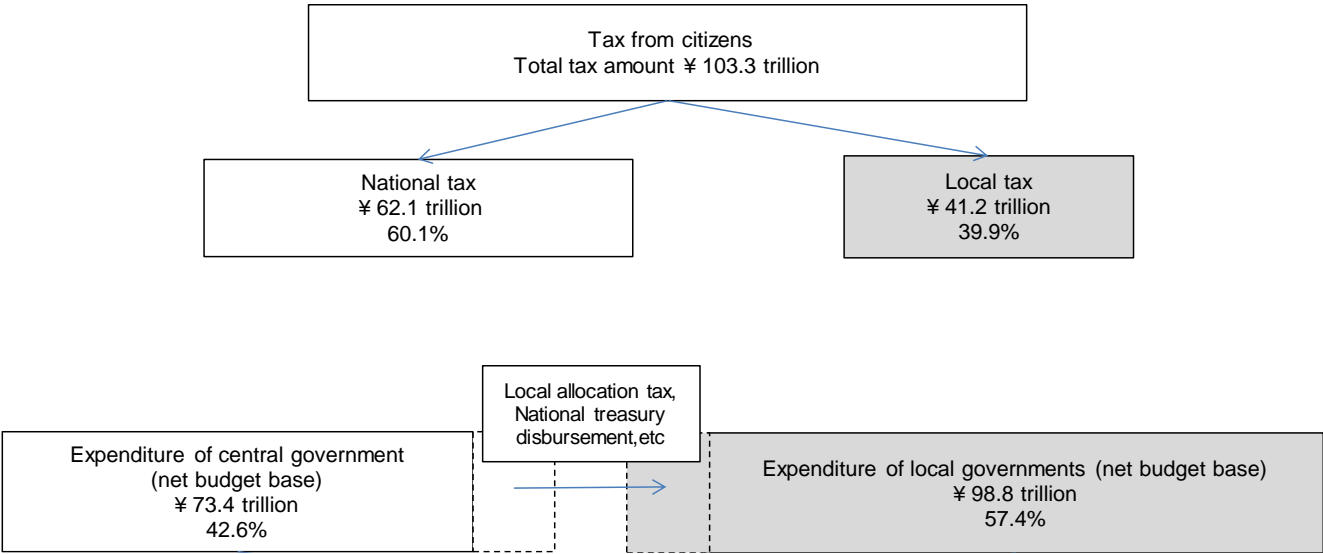 Tax from citizens
Total tax amount ¥ 103.3 trillion
National tax
¥ 62.1 trillion
60.1%
Local tax
¥ 41.2 trillion
39.9%
Local allocation tax,
National treasury
disbursement,etc
Expenditure of central government
(net budget base)
¥ 73.4 trillion
42.6%
Expenditure of local governments (net budget base)
¥ 98.8 trillion
57.4%